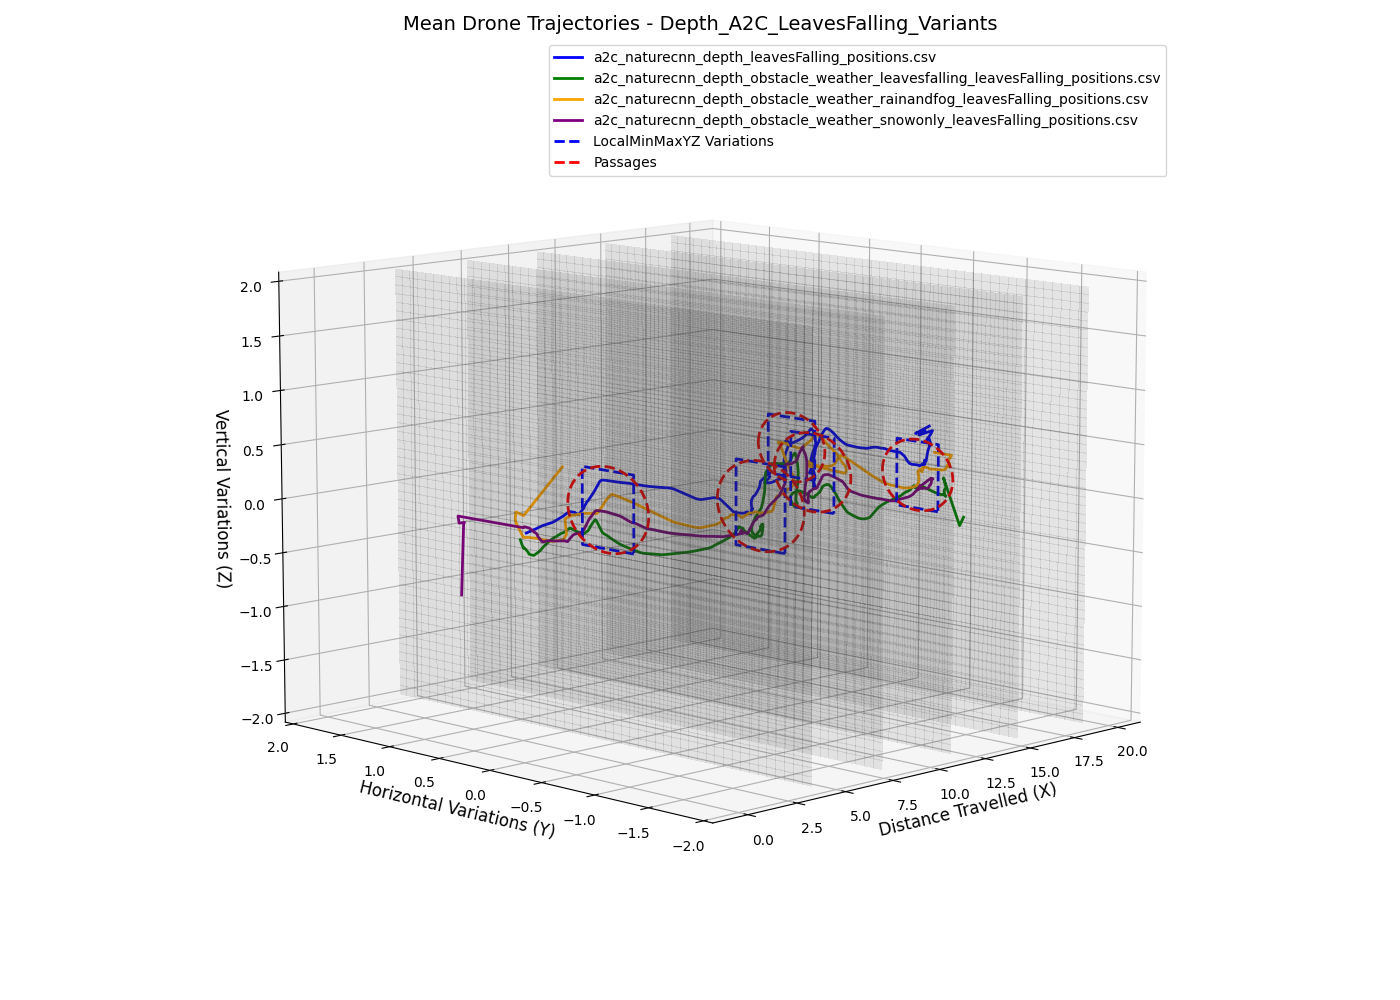 Mean Drone Trajectories - Depth_A2C_LeavesFalling_Variants
a2c_naturecnn_depth_leavesFalling_positions.csv
a2c_naturecnn_depth_obstacle_weather_leavesfalling_leavesFalling_positions.csv
a2c_naturecnn_depth_obstacle_weather_rainandfog_leavesFalling_positions.csv
a2c_naturecnn_depth_obstacle_weather_snowonly_leavesFalling_positions.csv
LocalMinMaxYZ Variations
Passages
2.0
1.5
1.0
0.5
0.0
−0.5
−1.0
−1.5
−2.0
Vertical Variations (Z)
2.0
1.5
1.0
0.5
0.0
−0.5
−1.0
−1.5
−2.0
Horizontal Variations (Y)
0.0
2.5
5.0
7.5
10.0
12.5
15.0
17.5
20.0
Distance Travelled (X)